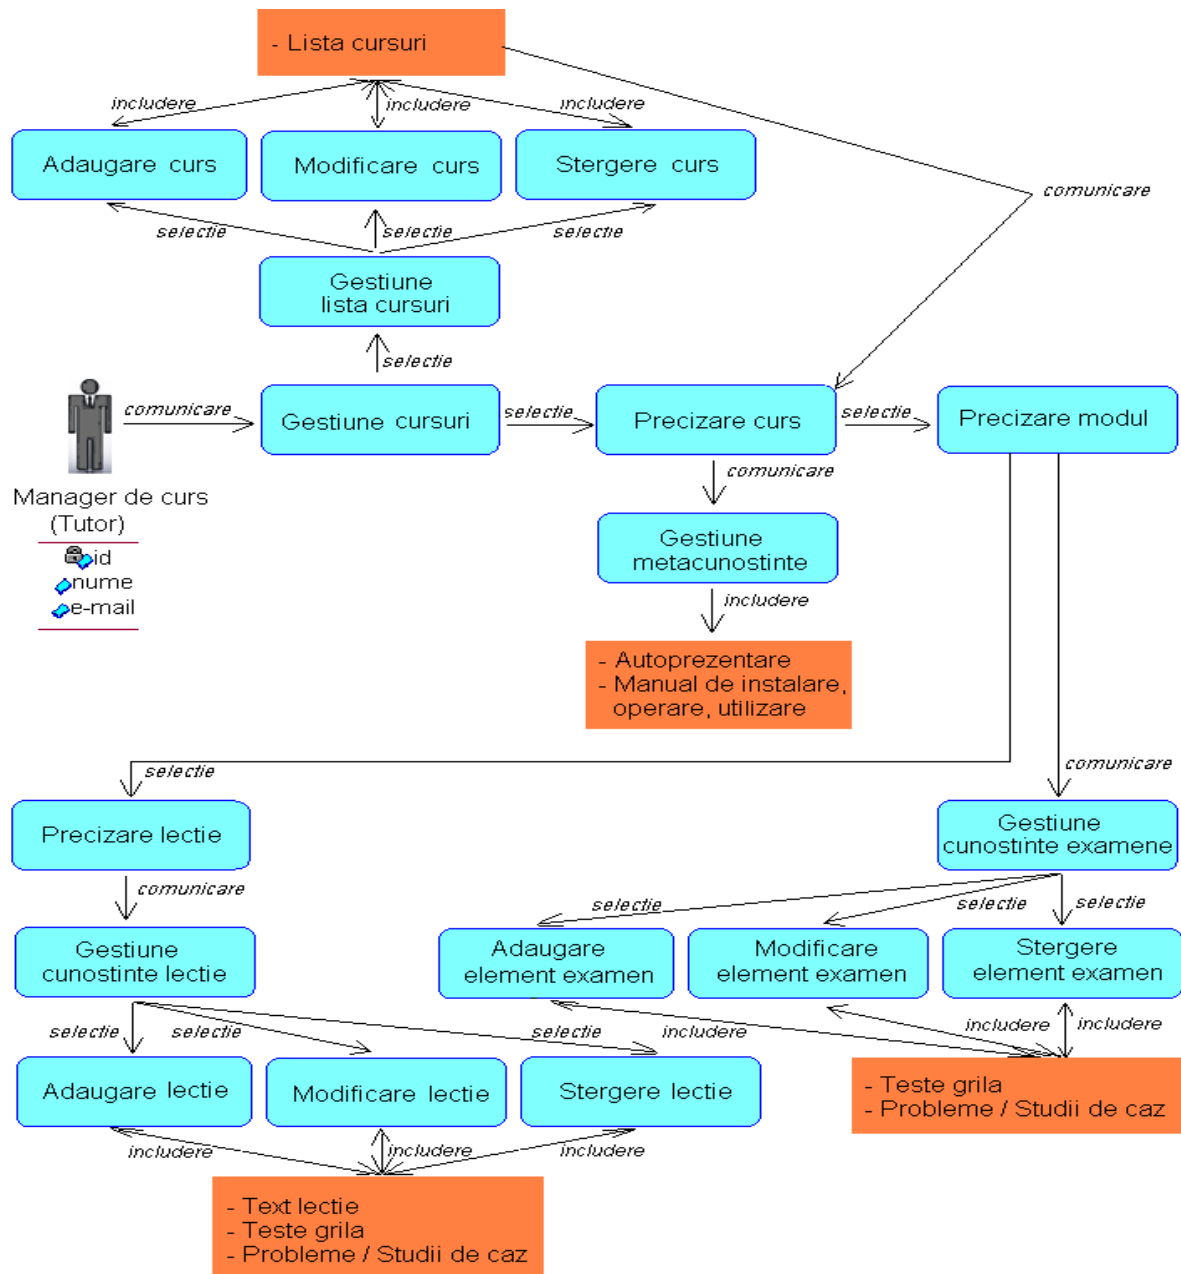 - Lista cursuri
includere
includere
includere
Adaugare curs
Modificare curs
Stergere curs
comunicare
selectie
selectie
selectie
Gestiune
lista cursuri
selectie
comunicare
Gestiune cursuri
selectie
Precizare curs
selectie
Precizare modul
comunicare
Manager de curs
(Tutor)
id
nume
e-mail
Gestiune
metacunostinte
includere
- Autoprezentare
- Manual de instalare,
operare, utilizare
selectie
comunicare
Precizare lectie
Gestiune
cunostinte examene
comunicare
selectie
selectie
selectie
Gestiune
cunostinte lectie
Adaugare
element examen
Modificare
element examen
Stergere
element examen
selectie
selectie
selectie
includere
includere
includere
Adaugare lectie
Modificare lectie
Stergere lectie
- Teste grila
- Probleme / Studii de caz
includere
includere
includere
- Text lectie
- Teste grila
- Probleme / Studii de caz